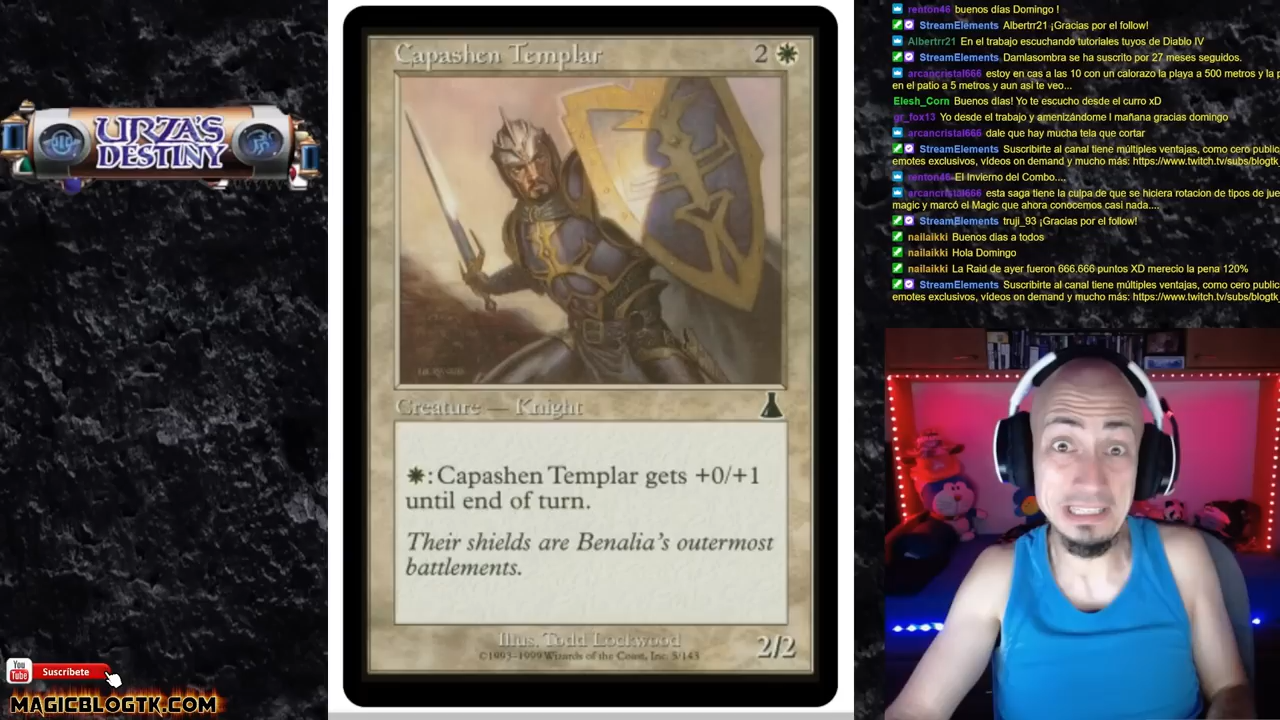 URZA'S
DESTINY
You
Tube
Suscríbete
MAGICBLOGTK.COM
Capashen Templar
2
Creature — Knight
: Capashen Templar gets +0/+1
until end of turn.
Their shields are Benalia's outermost
battlements.
Illus. Todd Lockwood
©1993-1999 Wizards of the Coast, Inc. 5/143
2/2
renton46 buenos días Domingo !
StreamElements Albertrr21 ¡Gracias por el follow!
Albertrr21 En el trabajo escuchando tutoriales tuyos de Diablo IV
StreamElements Damlasombra se ha suscrito por 27 meses seguidos.
arcancristal666 estoy en cas a las 10 con un calorazo la playa a 500 metros y la p
en el patio a 5 metros y aun asi te veo...
Elesh_Corn Buenos días! Yo te escucho desde el curro xD
gr_fox13 Yo desde el trabajo y amenizándome l mañana gracias domingo
arcancristal666 dale que hay mucha tela que cortar
StreamElements Suscribirte al canal tiene múltiples ventajas, como cero public
emotes exclusivos, vídeos on demand y mucho más: https://www.twitch.tv/subs/blogtk
renton46 El Invierno del Combo....
arcancristal666 esta saga tiene la culpa de que se hiciera rotacion de tipos de jue
magic y marcó el Magic que ahora conocemos casi nada....
StreamElements truji_93 ¡Gracias por el follow!
nailaikki Buenos dias a todos
nailaikki Hola Domingo
nailaikki La Raid de ayer fueron 666.666 puntos XD merecio la pena 120%
StreamElements Suscribirte al canal tiene múltiples ventajas, como cero public
emotes exclusivos, vídeos on demand y mucho más: https://www.twitch.tv/subs/blogtk